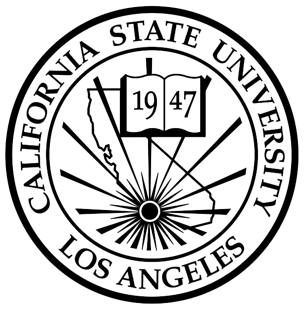 CALIFORNIA STATE UNIVERSITY
19 47
LOS ANGELES